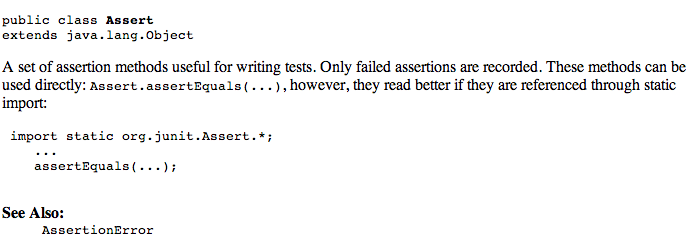 public class Assert
extends java.lang.Object
A set of assertion methods useful for writing tests. Only failed assertions are recorded. These methods can be
used directly: Assert.assertEquals(...), however, they read better if they are referenced through static
import:
import static org.junit.Assert.*;
...
assertEquals(...);
See Also:
AssertionError